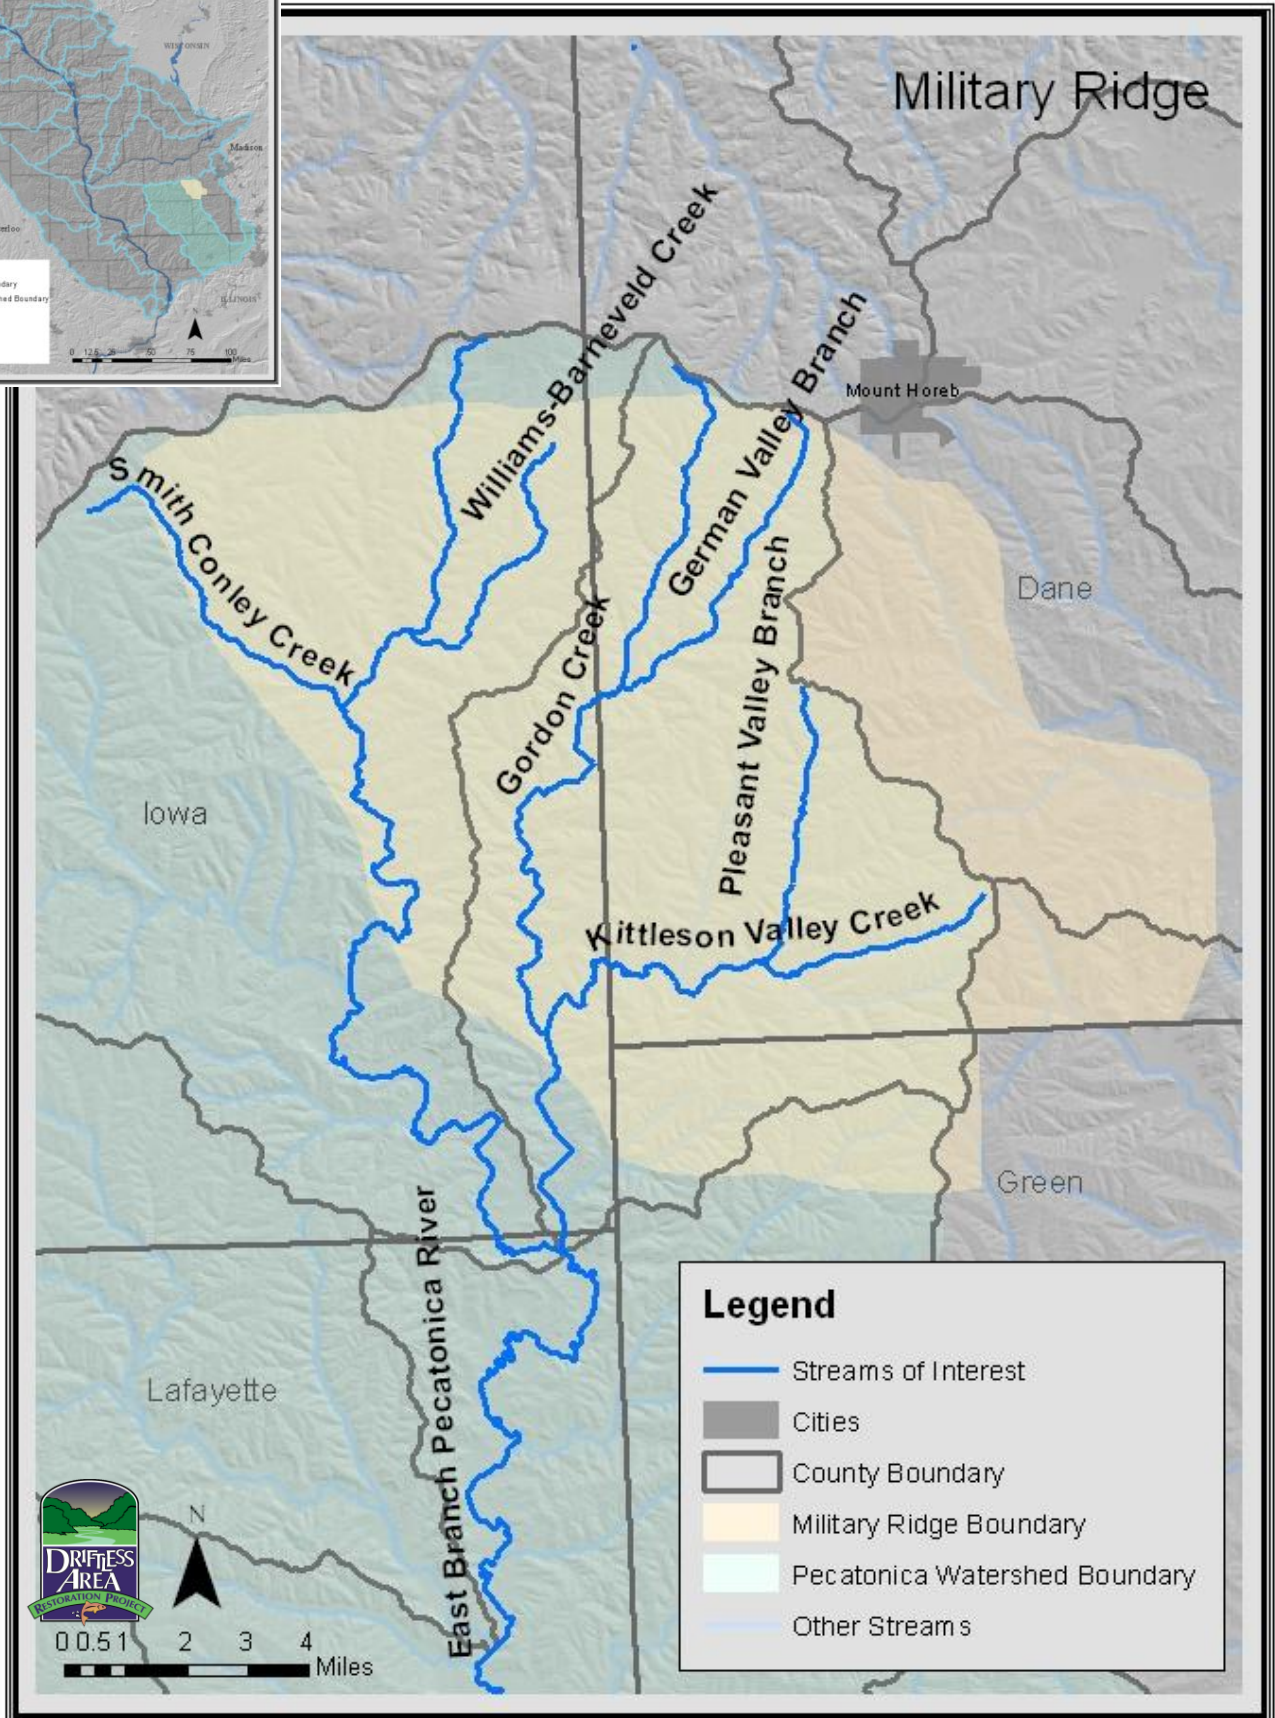 WISCONSIN
Madison
ILLINOIS
N
0 12.5 25 50 75 100
Miles
Military Ridge
Williams-Barneveld Creek
German Valley Branch
Mount Horeb
Smith Conley Creek
Dane
Gordon Creek
Pleasant Valley Branch
Iowa
Kittleson Valley Creek
Green
East Branch Pecatonica River
Lafayette
Legend
Streams of Interest
Cities
County Boundary
Military Ridge Boundary
Pecatonica Watershed Boundary
Other Streams
N
DRIFTLESS
AREA
RESTORATION PROJECT
0 0.5 1 2 3 4
Miles